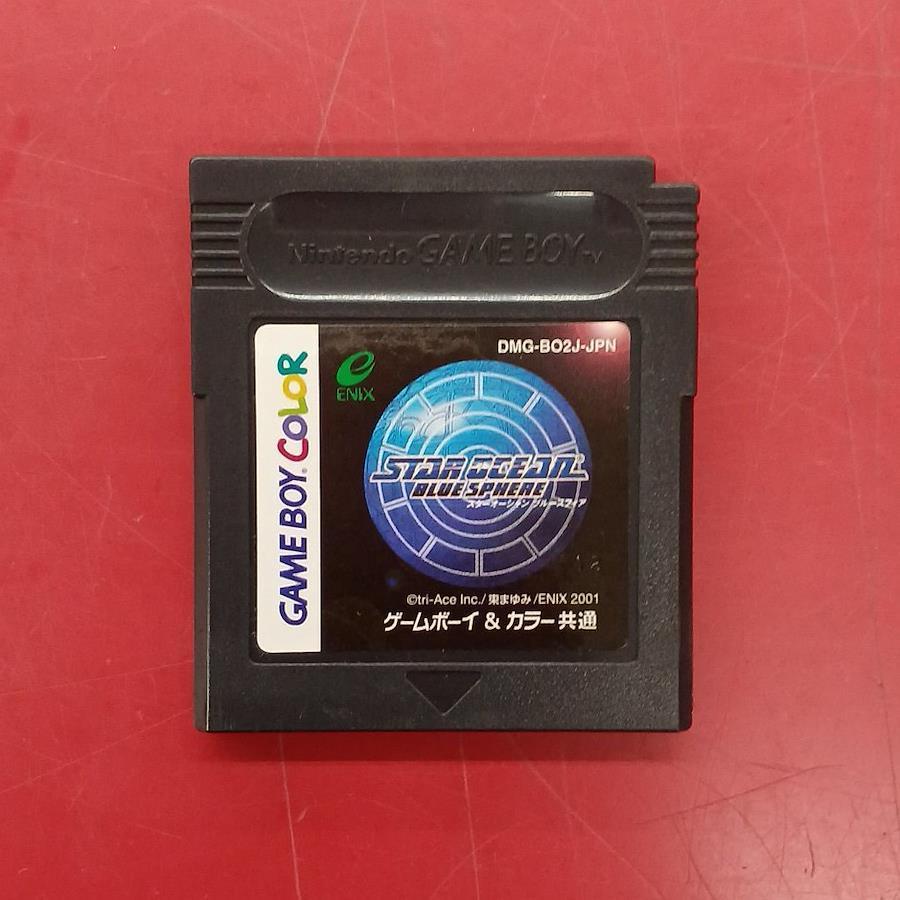 Nintendo GAME BOY TM
DMG-BO2J-JPN
ENIX
GAME BOY COLOR
STAR OCEAN
BLUE SPHERE
スターオーシャン ブルースフィア
©tri-Ace Inc./東まゆみ/ENIX 2001
ゲームボーイ & カラー共通